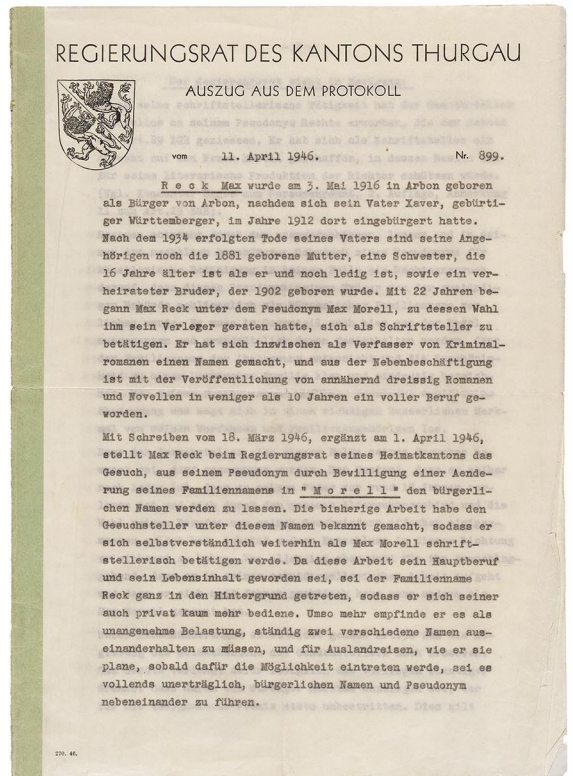 REGIERUNGSRAT DES KANTONS THURGAU
AUSZUG AUS DEM PROTOKOLL
vom 11. April 1946. Nr. 899.
Reck Max wurde am 3. Mai 1916 in Arbon geboren
als Bürger von Arbon, nachdem sich sein Vater Xaver, gebürti-
ger Württemberger, im Jahre 1912 dort eingebürgert hatte.
Nach dem 1934 erfolgten Tode seines Vaters sind seine Ange-
hörigen noch die 1881 geborene Mutter, eine Schwester, die
16 Jahre älter ist als er und noch ledig ist, sowie ein ver-
heirateter Bruder, der 1902 geboren wurde. Mit 22 Jahren be-
gann Max Reck unter dem Pseudonym Max Morell, zu dessen Wahl
ihm sein Verleger geraten hatte, sich als Schriftsteller zu
betätigen. Er hat sich inzwischen als Verfasser von Kriminal-
romanen einen Namen gemacht, und aus der Nebenbeschäftigung
ist mit der Veröffentlichung von annähernd dreissig Romanen
und Novellen in weniger als 10 Jahren ein voller Beruf ge-
worden.
Mit Schreiben vom 18. März 1946, ergänzt am 1. April 1946,
stellt Max Reck beim Regierungsrat seines Heimatkantons das
Gesuch, aus seinem Pseudonym durch Bewilligung einer Aende-
rung seines Familiennamens in "Morell" den bürgerli-
chen Namen werden zu lassen. Die bisherige Arbeit habe den
Gesuchsteller unter diesem Namen bekannt gemacht, sodass er
sich selbstverständlich weiterhin als Max Morell schrift-
stellerisch betätigen werde. Da diese Arbeit sein Hauptberuf
und sein Lebensinhalt geworden sei, sei der Familienname
Reck ganz in den Hintergrund getreten, sodass er sich seiner
auch privat kaum mehr bediene. Umso mehr empfinde er es als
unangenehme Belastung, ständig zwei verschiedene Namen aus-
einanderhalten zu müssen, und für Auslandreisen, wie er sie
plane, sobald dafür die Möglichkeit eintreten werde, sei es
vollends unerträglich, bürgerlichen Namen und Pseudonym
nebeneinander zu führen.
270. 46.